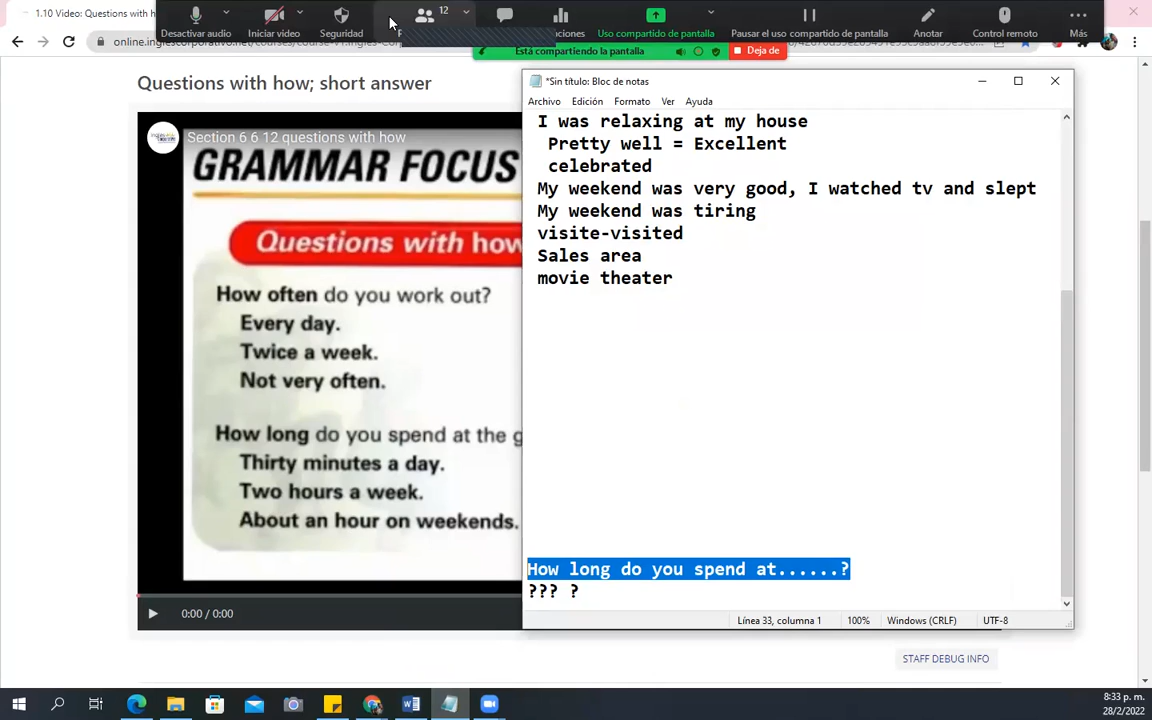 1.10 Video: Questions with h
12
Desactivar audio
Iniciar video
Seguridad
Uso compartido de pantalla
Pausar el uso compartido de pantalla
Anotar
Control remoto
Más
Está compartiendo la pantalla
Deja de
Questions with how; short answer
Section 6 6 12 questions with how
GRAMMAR FOCUS
Questions with how
How often do you work out?
Every day.
Twice a week.
Not very often.
How long do you spend at the g
Thirty minutes a day.
Two hours a week.
About an hour on weekends.
0:00 / 0:00
*Sin título: Bloc de notas
Archivo Edición Formato Ver Ayuda
I was relaxing at my house
Pretty well = Excellent
celebrated
My weekend was very good, I watched tv and slept
My weekend was tiring
visite-visited
Sales area
movie theater
How long do you spend at......?
??? ?
Línea 33, columna 1 100% Windows (CRLF) UTF-8
STAFF DEBUG INFO
8:33 p. m.
28/2/2022